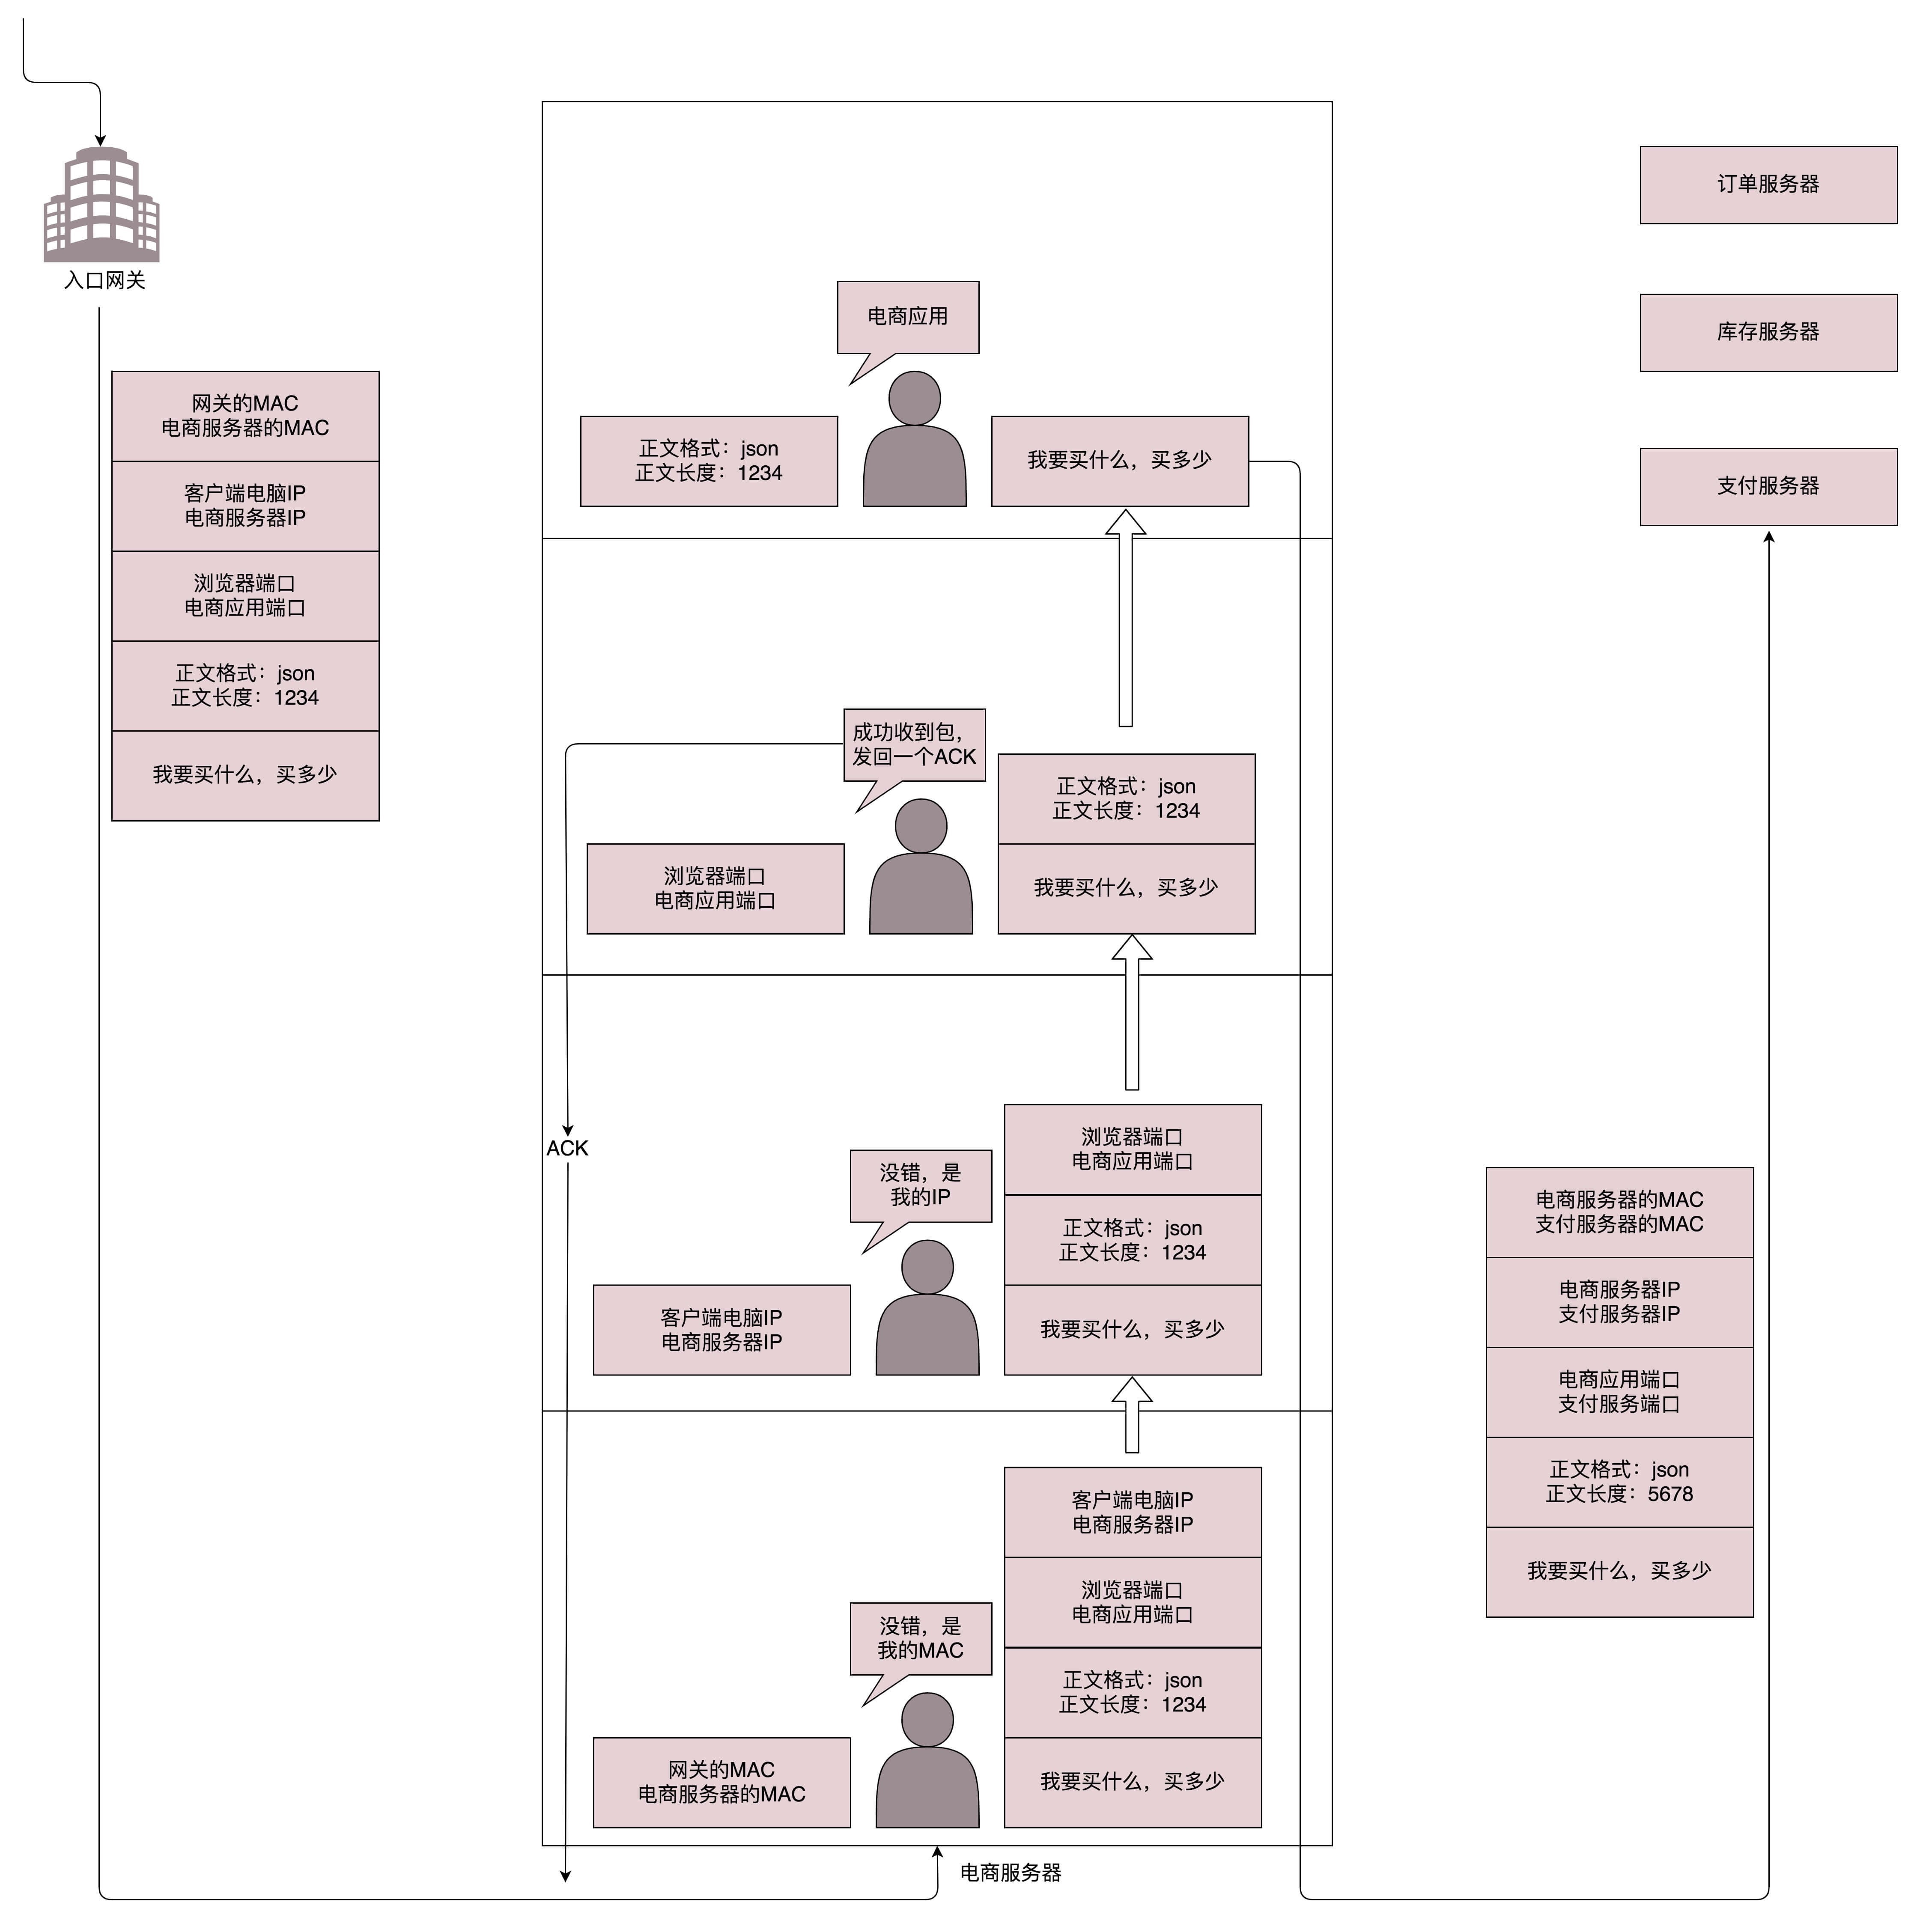 入口网关
网关的MAC
电商服务器的MAC
客户端电脑IP
电商服务器IP
浏览器端口
电商应用端口
正文格式：json
正文长度：1234
我要买什么，买多少
电商应用
正文格式：json
正文长度：1234
我要买什么，买多少
成功收到包，
发回一个ACK
浏览器端口
电商应用端口
正文格式：json
正文长度：1234
我要买什么，买多少
ACK
没错，是
我的IP
客户端电脑IP
电商服务器IP
浏览器端口
电商应用端口
正文格式：json
正文长度：1234
我要买什么，买多少
没错，是
我的MAC
网关的MAC
电商服务器的MAC
客户端电脑IP
电商服务器IP
浏览器端口
电商应用端口
正文格式：json
正文长度：1234
我要买什么，买多少
电商服务器
订单服务器
库存服务器
支付服务器
电商服务器的MAC
支付服务器的MAC
电商服务器IP
支付服务器IP
电商应用端口
支付服务端口
正文格式：json
正文长度：5678
我要买什么，买多少